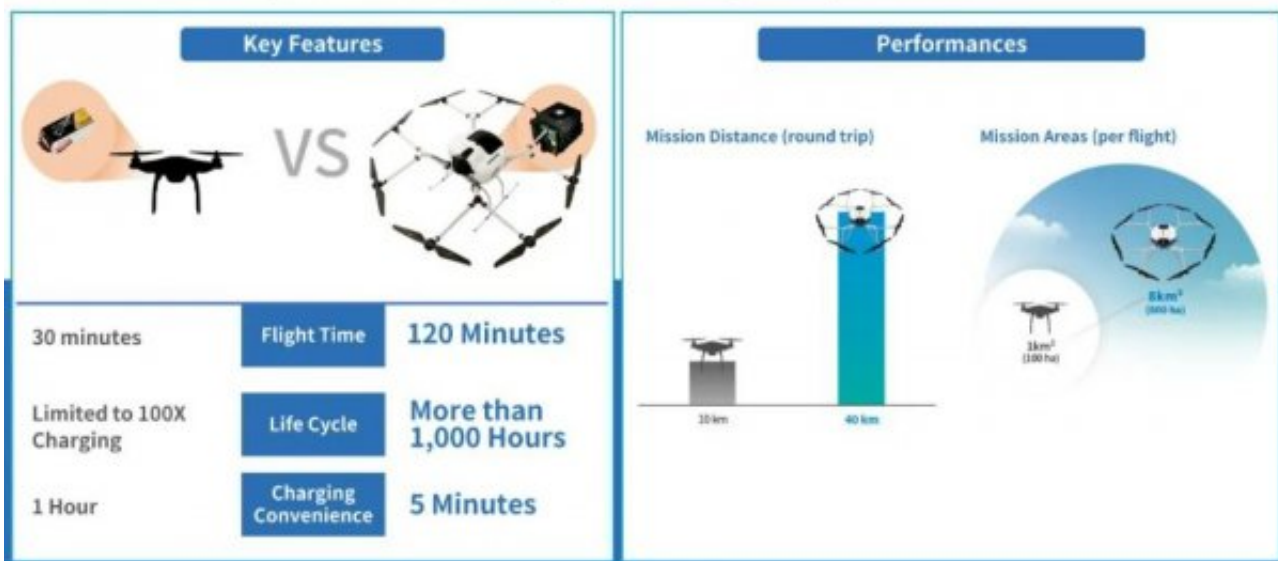 Key Features
VS
30 minutes
Flight Time
120 Minutes
Limited to 100X
Charging
Life Cycle
More than
1,000 Hours
1 Hour
Charging
Convenience
5 Minutes
Performances
Mission Distance (round trip)
km
40 km
Mission Areas (per flight)
1km²
(100 ha)
8km²
(800 ha)